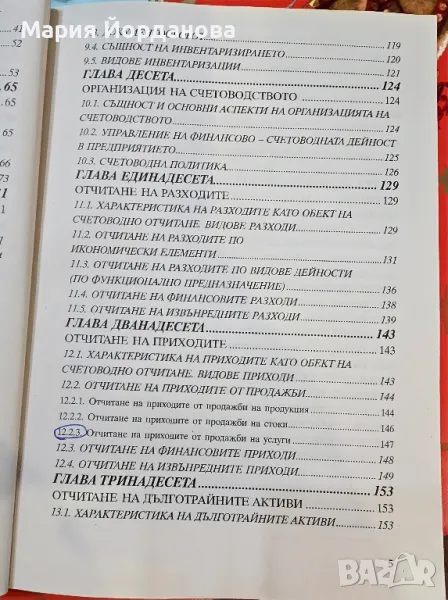 Мария Йорданова
41
52
53
65
65
66
73
119
9.4. СЪЩНОСТ НА ИНВЕНТАРИЗИРАНЕТО 120
9.5. ВИДОВЕ ИНВЕНТАРИЗАЦИИ 121
ГЛАВА ДЕСЕТА 124
ОРГАНИЗАЦИЯ НА СЧЕТОВОДСТВОТО 124
10.1. СЪЩНОСТ И ОСНОВНИ АСПЕКТИ НА ОРГАНИЗАЦИЯТА НА
СЧЕТОВОДСТВОТО 124
10.2. УПРАВЛЕНИЕ НА ФИНАНСОВО – СЧЕТОВОДНАТА ДЕЙНОСТ
В ПРЕДПРИЯТИЕТО 125
10.3. СЧЕТОВОДНА ПОЛИТИКА 126
ГЛАВА ЕДИНАДЕСЕТА 129
ОТЧИТАНЕ НА РАЗХОДИТЕ 129
11.1. ХАРАКТЕРИСТИКА НА РАЗХОДИТЕ КАТО ОБЕКТ НА
СЧЕТОВОДНО ОТЧИТАНЕ. ВИДОВЕ РАЗХОДИ 129
11.2. ОТЧИТАНЕ НА РАЗХОДИТЕ ПО
ИКОНОМИЧЕСКИ ЕЛЕМЕНТИ 131
11.3. ОТЧИТАНЕ НА РАЗХОДИТЕ ПО ВИДОВЕ ДЕЙНОСТИ
(ПО ФУНКЦИОНАЛНО ПРЕДНАЗНАЧЕНИЕ) 136
11.4. ОТЧИТАНЕ НА ФИНАНСОВИТЕ РАЗХОДИ 138
11.5. ОТЧИТАНЕ НА ИЗВЪНРЕДНИТЕ РАЗХОДИ 139
ГЛАВА ДВАНАДЕСЕТА 143
ОТЧИТАНЕ НА ПРИХОДИТЕ 143
12.1. ХАРАКТЕРИСТИКА НА ПРИХОДИТЕ КАТО ОБЕКТ НА
СЧЕТОВОДНО ОТЧИТАНЕ. ВИДОВЕ ПРИХОДИ 143
12.2. ОТЧИТАНЕ НА ПРИХОДИТЕ ОТ ПРОДАЖБИ 144
12.2.1. Отчитане на приходите от продажби на продукция 144
12.2.2. Отчитане на приходите от продажби на стоки 146
12.2.3. Отчитане на приходите от продажби на услуги 147
12.3. ОТЧИТАНЕ НА ФИНАНСОВИТЕ ПРИХОДИ 148
12.4. ОТЧИТАНЕ НА ИЗВЪНРЕДНИТЕ ПРИХОДИ 149
ГЛАВА ТРИНАДЕСЕТА 153
ОТЧИТАНЕ НА ДЪЛГОТРАЙНИТЕ АКТИВИ 153
13.1. ХАРАКТЕРИСТИКА НА ДЪЛГОТРАЙНИТЕ АКТИВИ 153
5
BAZAR